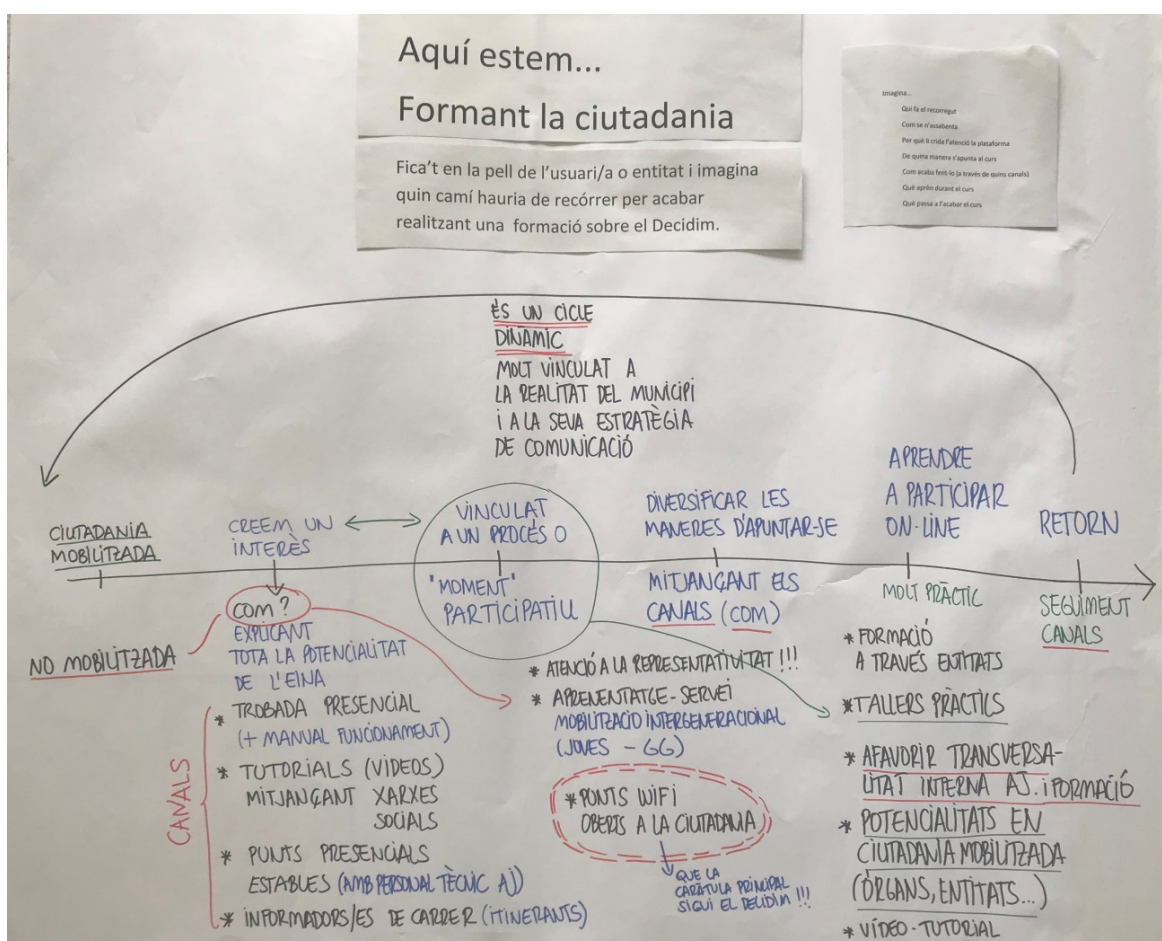 Aquí estem...
Formant la ciutadania
Fica't en la pell de l'usuari/a o entitat i imagina
quin camí hauria de recórrer per acabar
realitzant una formació sobre el Decidim.
Imagina...
Qui fa el recorregut
Com se n'assabenta
Per què li crida l'atenció la plataforma
De quina manera s'apunta al curs
Com acaba fent-lo (a través de quins canals)
Què aprèn durant el curs
Què passa a l'acabar el curs
ÉS UN CICLE
DINÀMIC
MOLT VINCULAT A
LA REALITAT DEL MUNICIPI
I A LA SEVA ESTRATÈGIA
DE COMUNICACIÓ
CIUTADANIA
MOBILITZADA
NO MOBILITZADA
CREEM UN
INTERÈS
COM?
EXPLICANT
TOTA LA POTENCIALITAT
DE L'EINA
CANALS
* TROBADA PRESENCIAL
(+ MANUAL FUNCIONAMENT)
* TUTORIALS (VÍDEOS)
MITJANÇANT XARXES
SOCIALS
* PUNTS PRESENCIALS
ESTABLES (AMB PERSONAL TÈCNIC AJ)
* INFORMADORS/ES DE CARRER (ITINERANTS)
VINCULAT
A UN PROCÉS O
'MOMENT'
PARTICIPATIU
* ATENCIÓ A LA REPRESENTATIVITAT !!!
* APRENENTATGE-SERVEI
MOBILITZACIÓ INTERGENERACIONAL
(JOVES - GG)
* PUNTS WIFI
OBERTS A LA CIUTADANIA
QUE LA
CARÀTULA PRINCIPAL
SIGUI EL DECIDIM !!!
DIVERSIFICAR LES
MANERES D'APUNTAR-SE
MITJANÇANT ELS
CANALS (COM)
APRENDRE
A PARTICIPAR
ON-LINE
MOLT PRÀCTIC
* FORMACIÓ
A TRAVÉS ENTITATS
* TALLERS PRÀCTICS
* AFAVORIR TRANSVERSA-
LITAT INTERNA AJ. I FORMACIÓ
* POTENCIALITATS EN
CIUTADANIA MOBILITZADA
(ÒRGANS, ENTITATS...)
* VÍDEO-TUTORIAL
RETORN
SEGUIMENT
CANALS